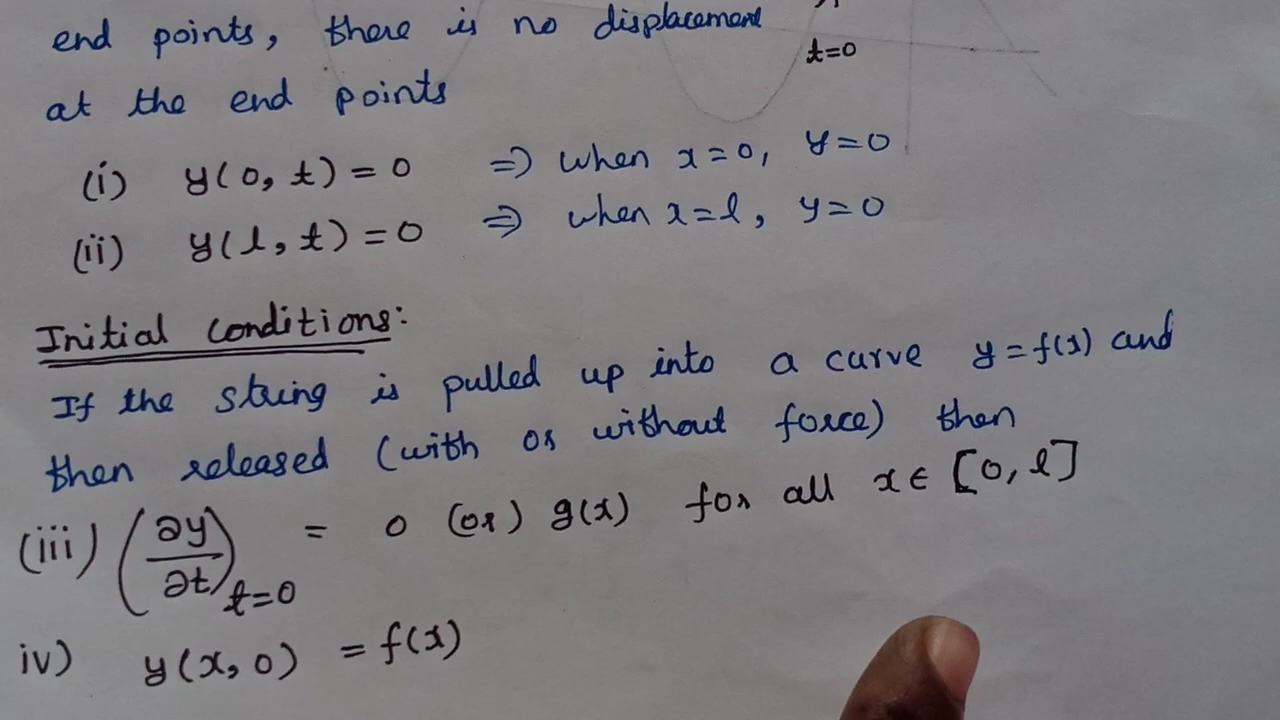 end points, there is no displacement
t=0
at the end points
(i) y(0, t) = 0 => when x=0, y=0
(ii) y(l, t) = 0 => when x=l, y=0
Initial conditions:
If the string is pulled up into a curve y=f(x) and
then released (with or without force) then
(iii) (∂y/∂t)t=0 = 0 (or) g(x) for all x∈[0, l]
iv) y(x, 0) = f(x)